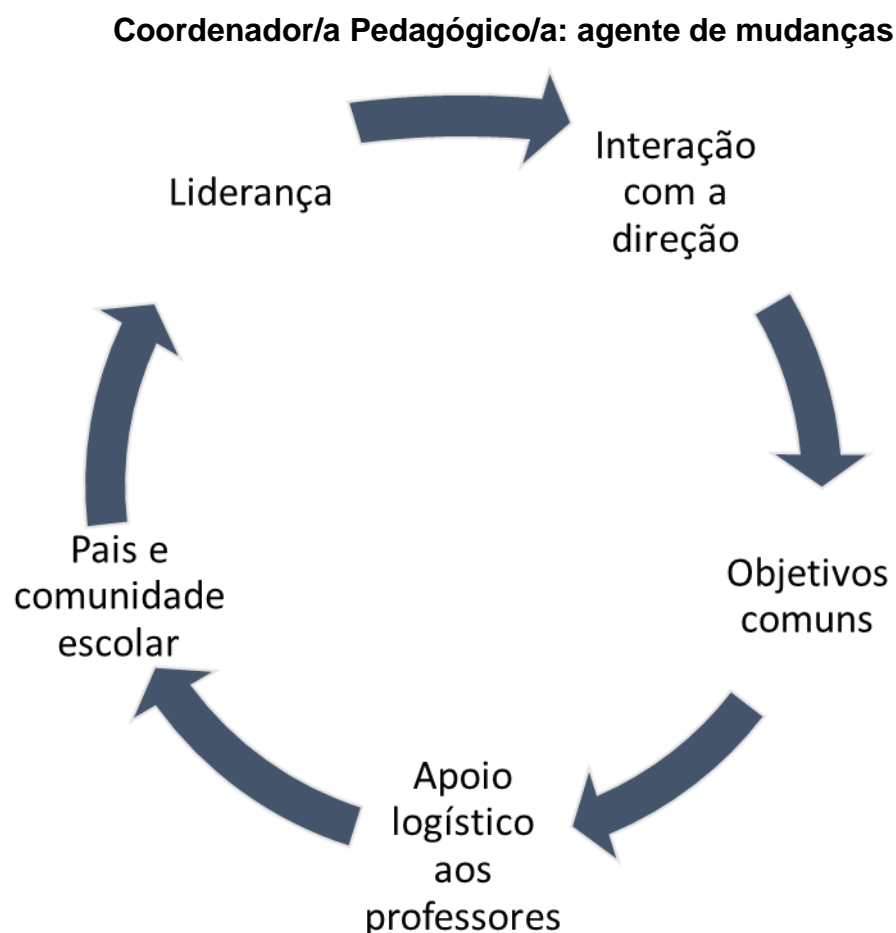 Coordenador/a Pedagógico/a: agente de mudanças
Liderança
Interação
com a
direção
Objetivos
comuns
Apoio
logístico
aos
professores
Pais e
comunidade
escolar